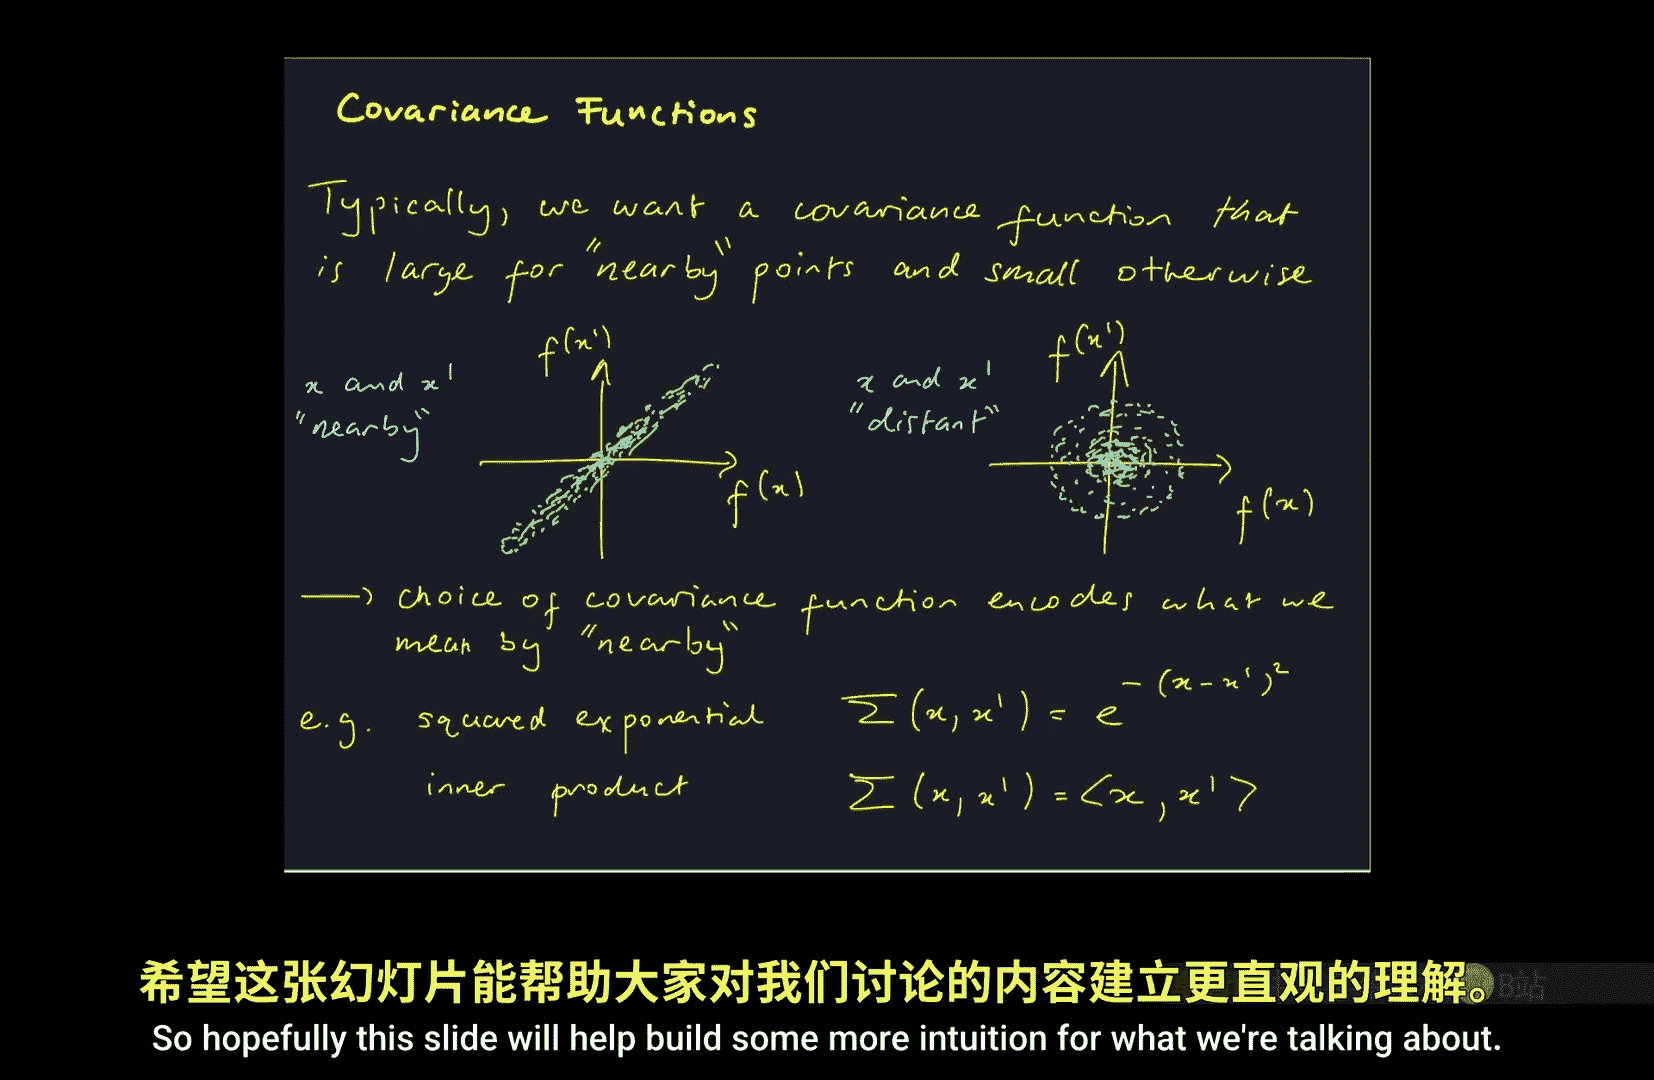 Covariance Functions
Typically, we want a covariance function that
is large for "nearby" points and small otherwise
f(x')
x and x'
"nearby"
f(x)
f(x')
x and x'
"distant"
f(x)
→ choice of covariance function encodes what we
mean by "nearby"
e.g. squared exponential Σ(x, x') = e^-(x-x')²
inner product Σ(x, x') = <x, x'>
希望这张幻灯片能帮助大家对我们讨论的内容建立更直观的理解。
B站
So hopefully this slide will help build some more intuition for what we're talking about.